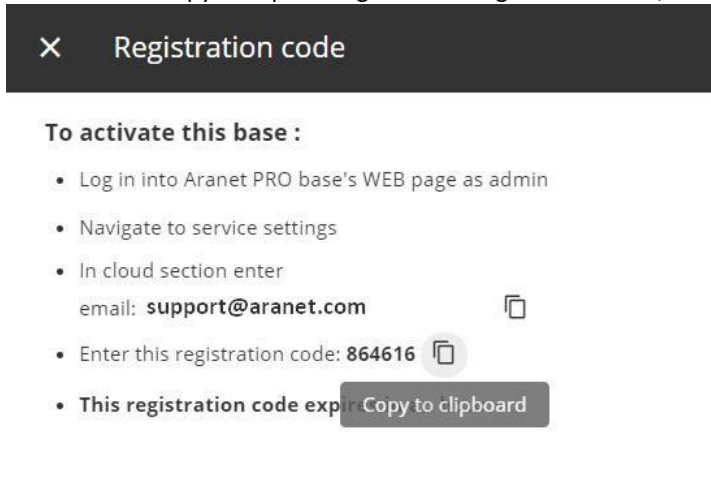 Registration code
To activate this base :
Log in into Aranet PRO base's WEB page as admin
Navigate to service settings
In cloud section enter
email: support@aranet.com
Enter this registration code: 864616
This registration code
Copy to clipboard